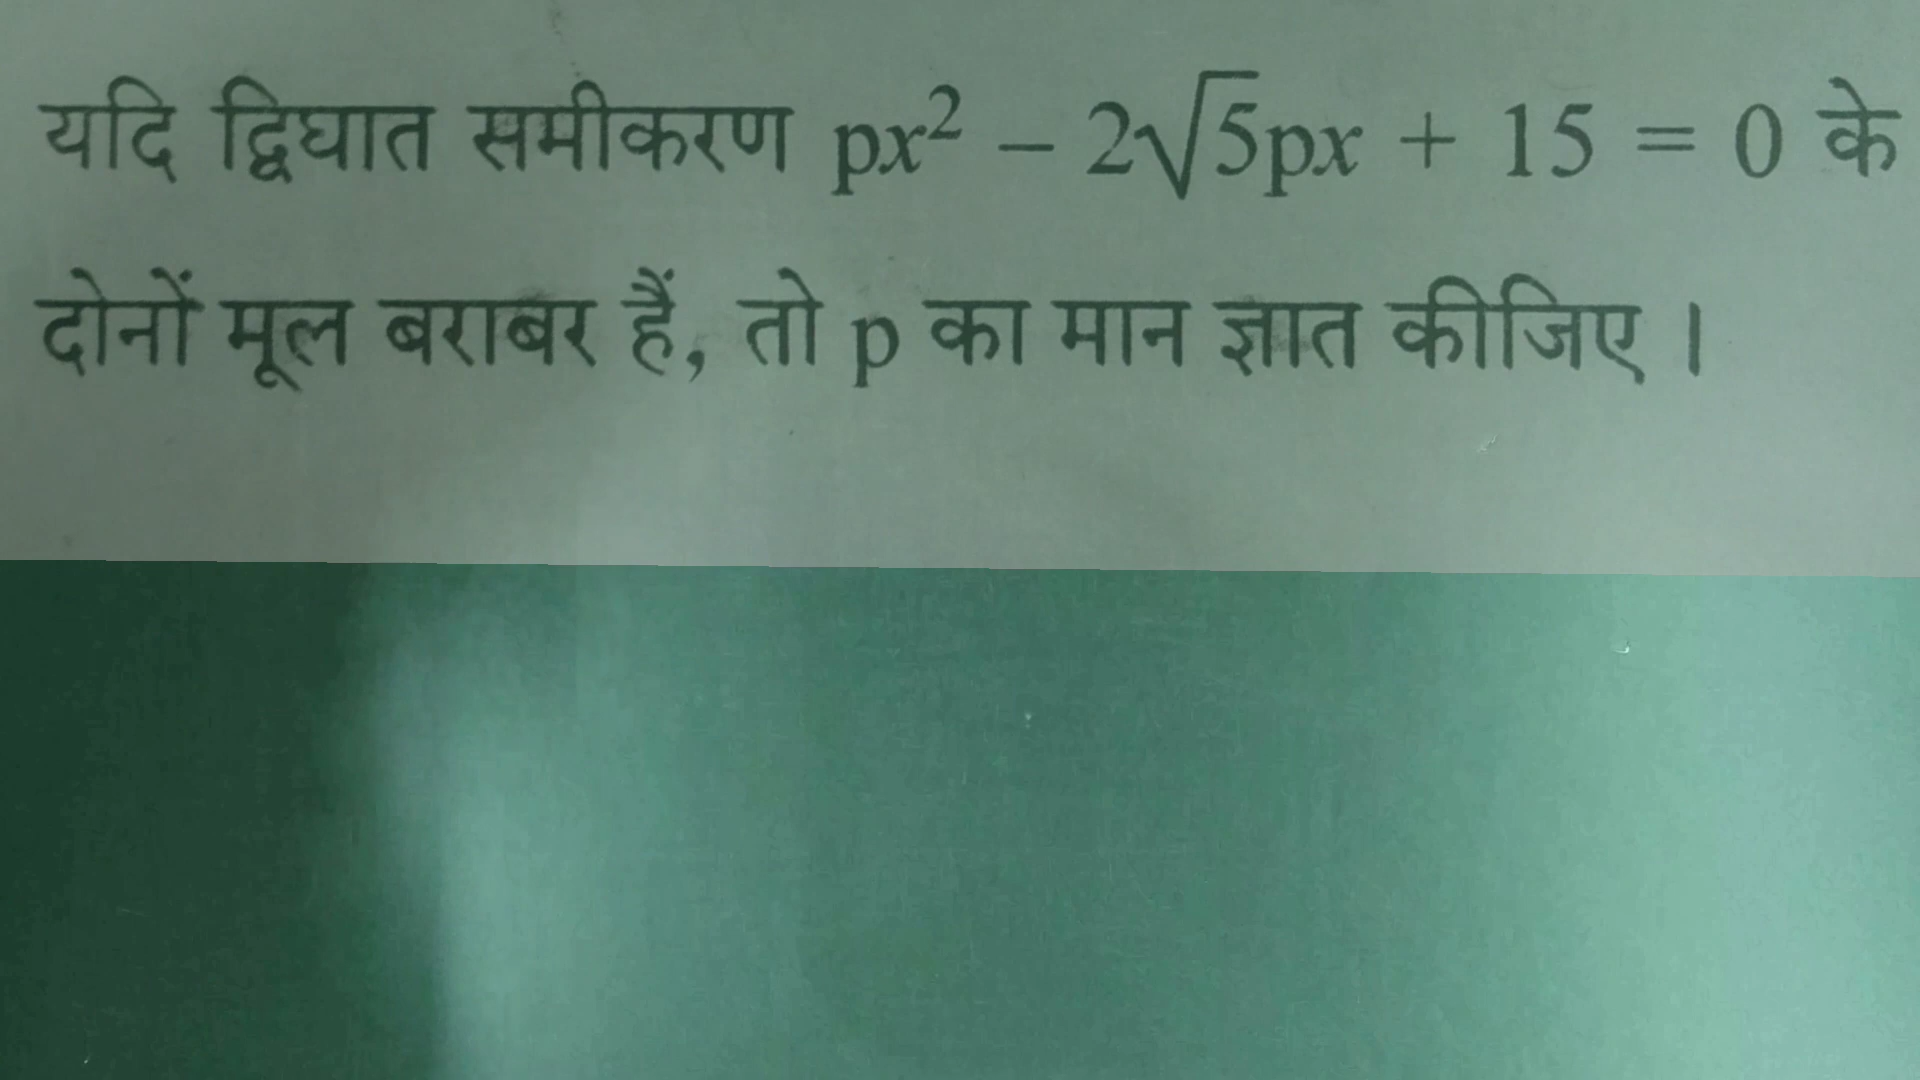 यदि द्विघात समीकरण px² – 2√5px + 15 = 0 के
दोनों मूल बराबर हैं, तो p का मान ज्ञात कीजिए ।